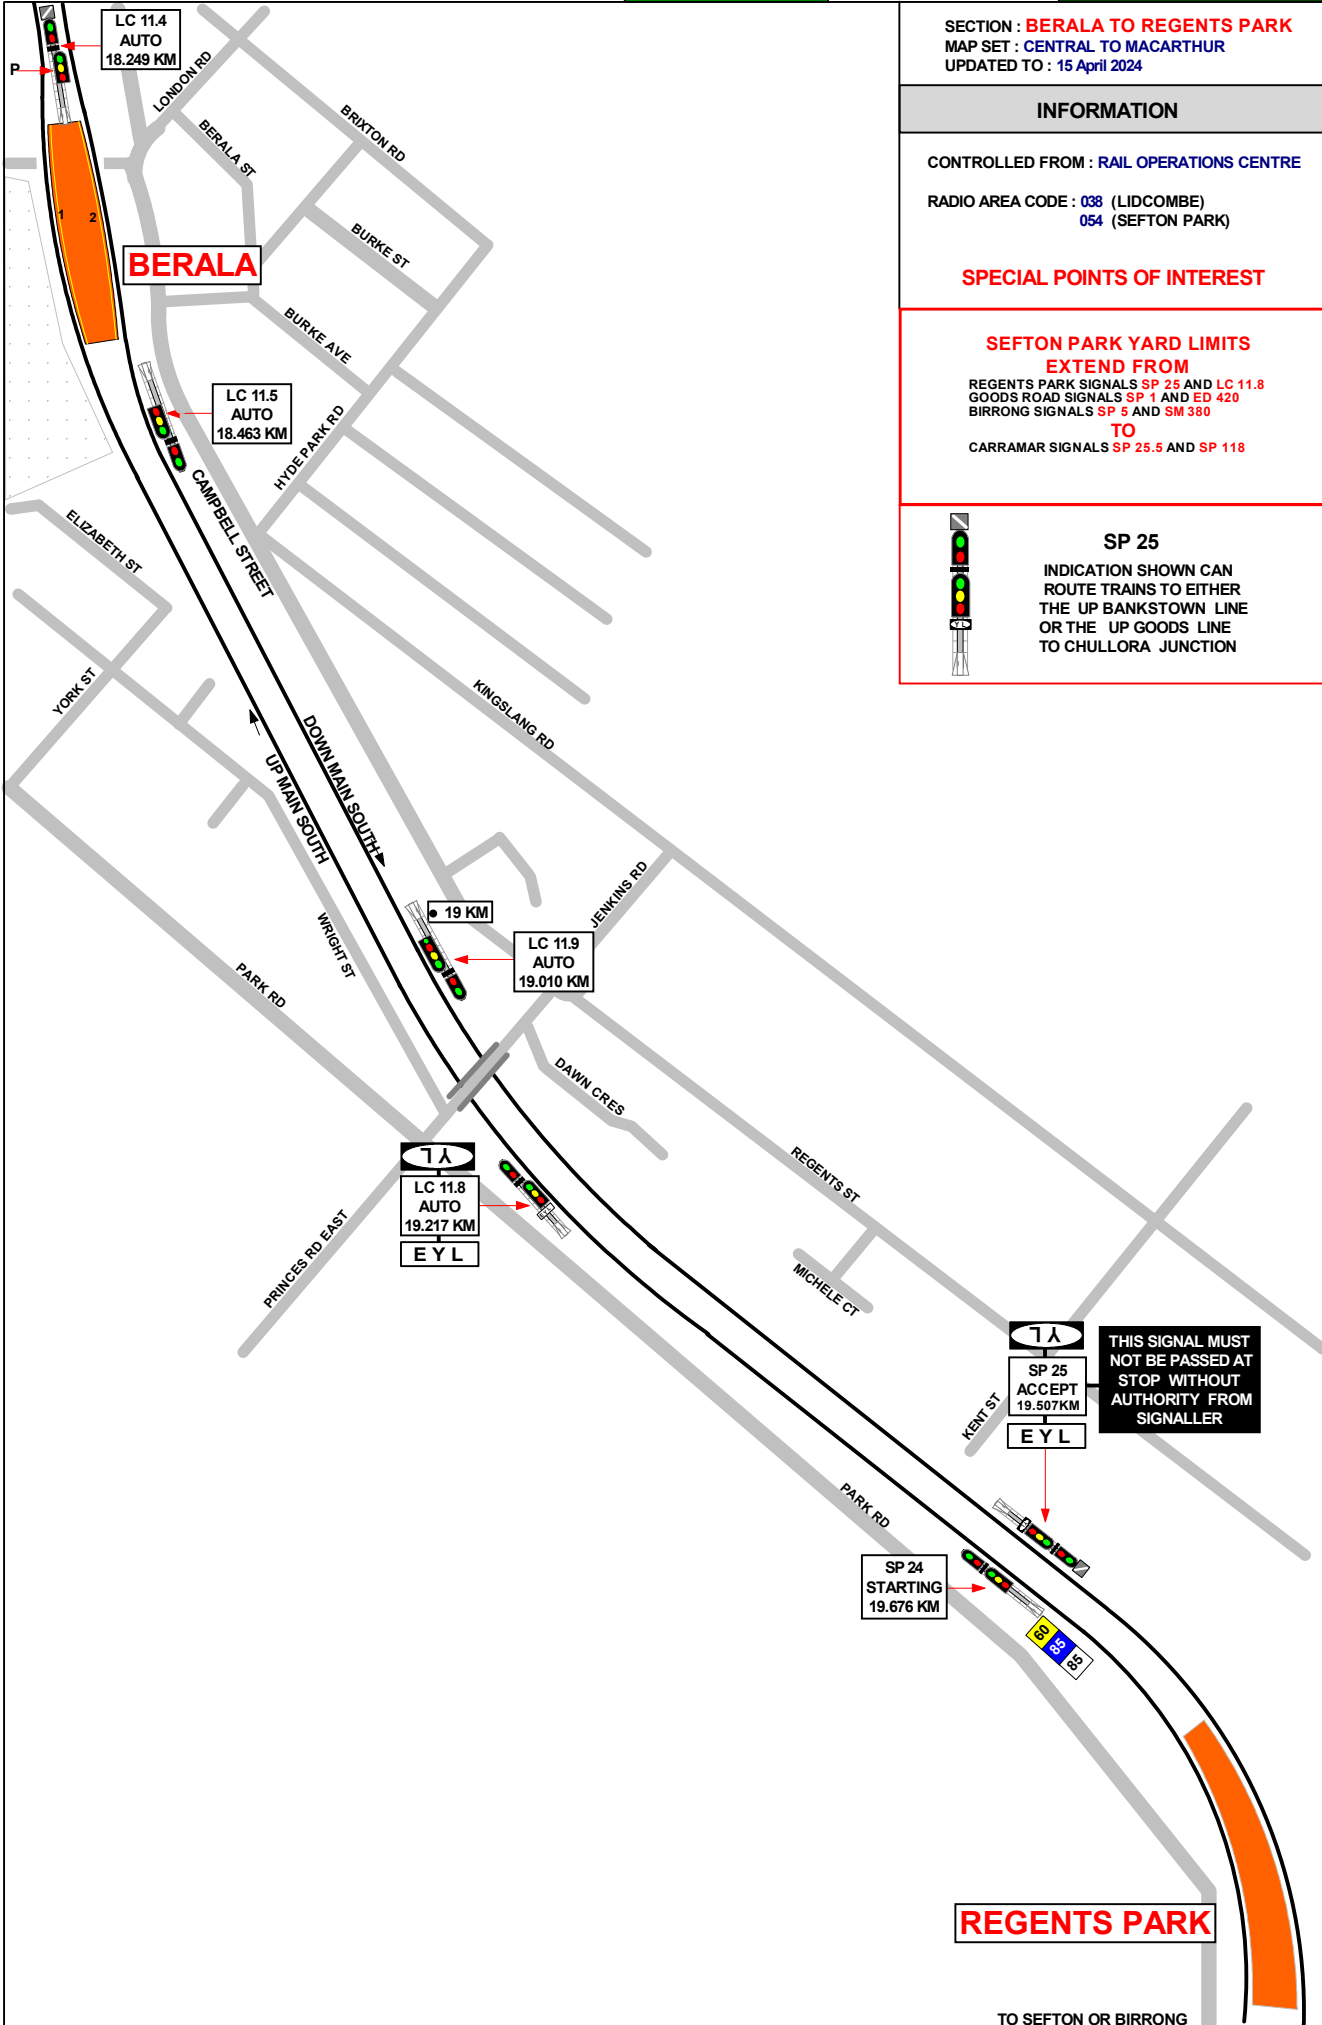 SECTION : BERALA TO REGENTS PARK
MAP SET : CENTRAL TO MACARTHUR
UPDATED TO : 15 April 2024
INFORMATION
CONTROLLED FROM : RAIL OPERATIONS CENTRE
RADIO AREA CODE : 038 (LIDCOMBE)
054 (SEFTON PARK)
SPECIAL POINTS OF INTEREST
SEFTON PARK YARD LIMITS
EXTEND FROM
REGENTS PARK SIGNALS SP 25 AND LC 11.8
GOODS ROAD SIGNALS SP 1 AND ED 420
BIRRONG SIGNALS SP 5 AND SM 380
TO
CARRAMAR SIGNALS SP 25.5 AND SP 118
SP 25
INDICATION SHOWN CAN
ROUTE TRAINS TO EITHER
THE UP BANKSTOWN LINE
OR THE UP GOODS LINE
TO CHULLORA JUNCTION
Y L
LC 11.4
AUTO
18.249 KM
P
LONDON RD
BRIXTON RD
BERALA ST
1
2
BURKE ST
BERALA
BURKE AVE
LC 11.5
AUTO
18.463 KM
HYDE PARK RD
CAMPBELL STREET
ELIZABETH ST
YORK ST
KINGSLANG RD
UP MAIN SOUTH
DOWN MAIN SOUTH
JENKINS RD
19 KM
WRIGHT ST
LC 11.9
AUTO
19.010 KM
PARK RD
DAWN CRES
YL
LC 11.8
AUTO
19.217 KM
E Y L
REGENTS ST
PRINCES RD EAST
MICHELE CT
YL
SP 25
ACCEPT
19.507KM
E Y L
THIS SIGNAL MUST
NOT BE PASSED AT
STOP WITHOUT
AUTHORITY FROM
SIGNALLER
KENT ST
PARK RD
SP 24
STARTING
19.676 KM
60
85
85
REGENTS PARK
TO SEFTON OR BIRRONG